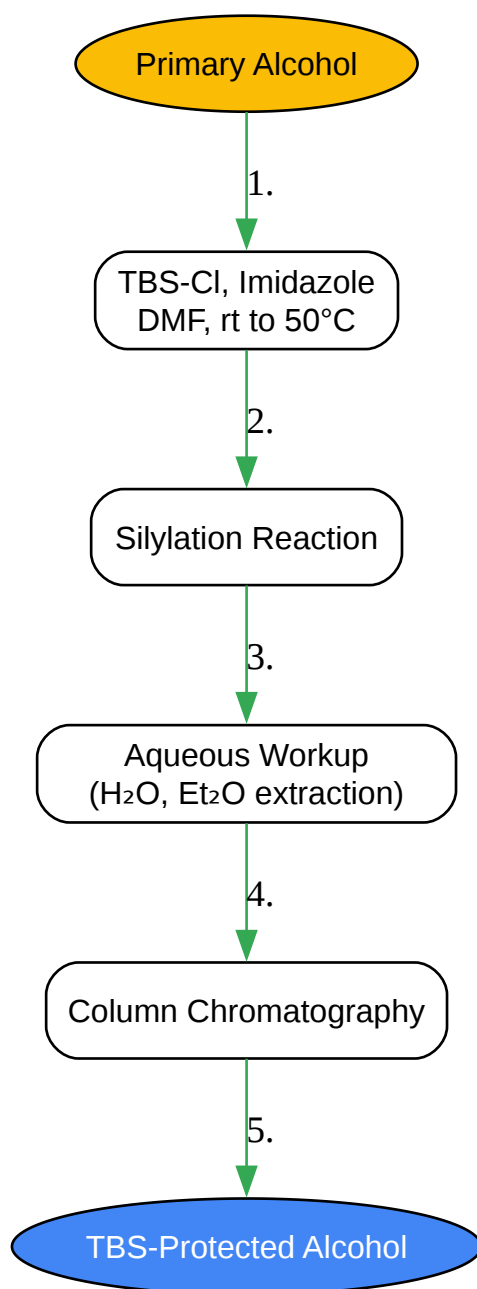 Primary Alcohol
1.
TBS-Cl, Imidazole
DMF, rt to 50°C
2.
Silylation Reaction
3.
Aqueous Workup
(H₂O, Et₂O extraction)
4.
Column Chromatography
5.
TBS-Protected Alcohol